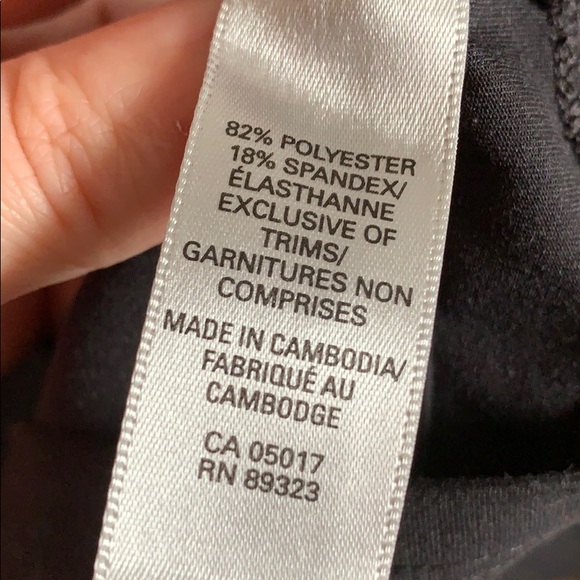 82% POLYESTER
18% SPANDEX/
ÉLASTHANNE
EXCLUSIVE OF
TRIMS/
GARNITURES NON
COMPRISES
MADE IN CAMBODIA/
FABRIQUÉ AU
CAMBODGE
CA 05017
RN 89323